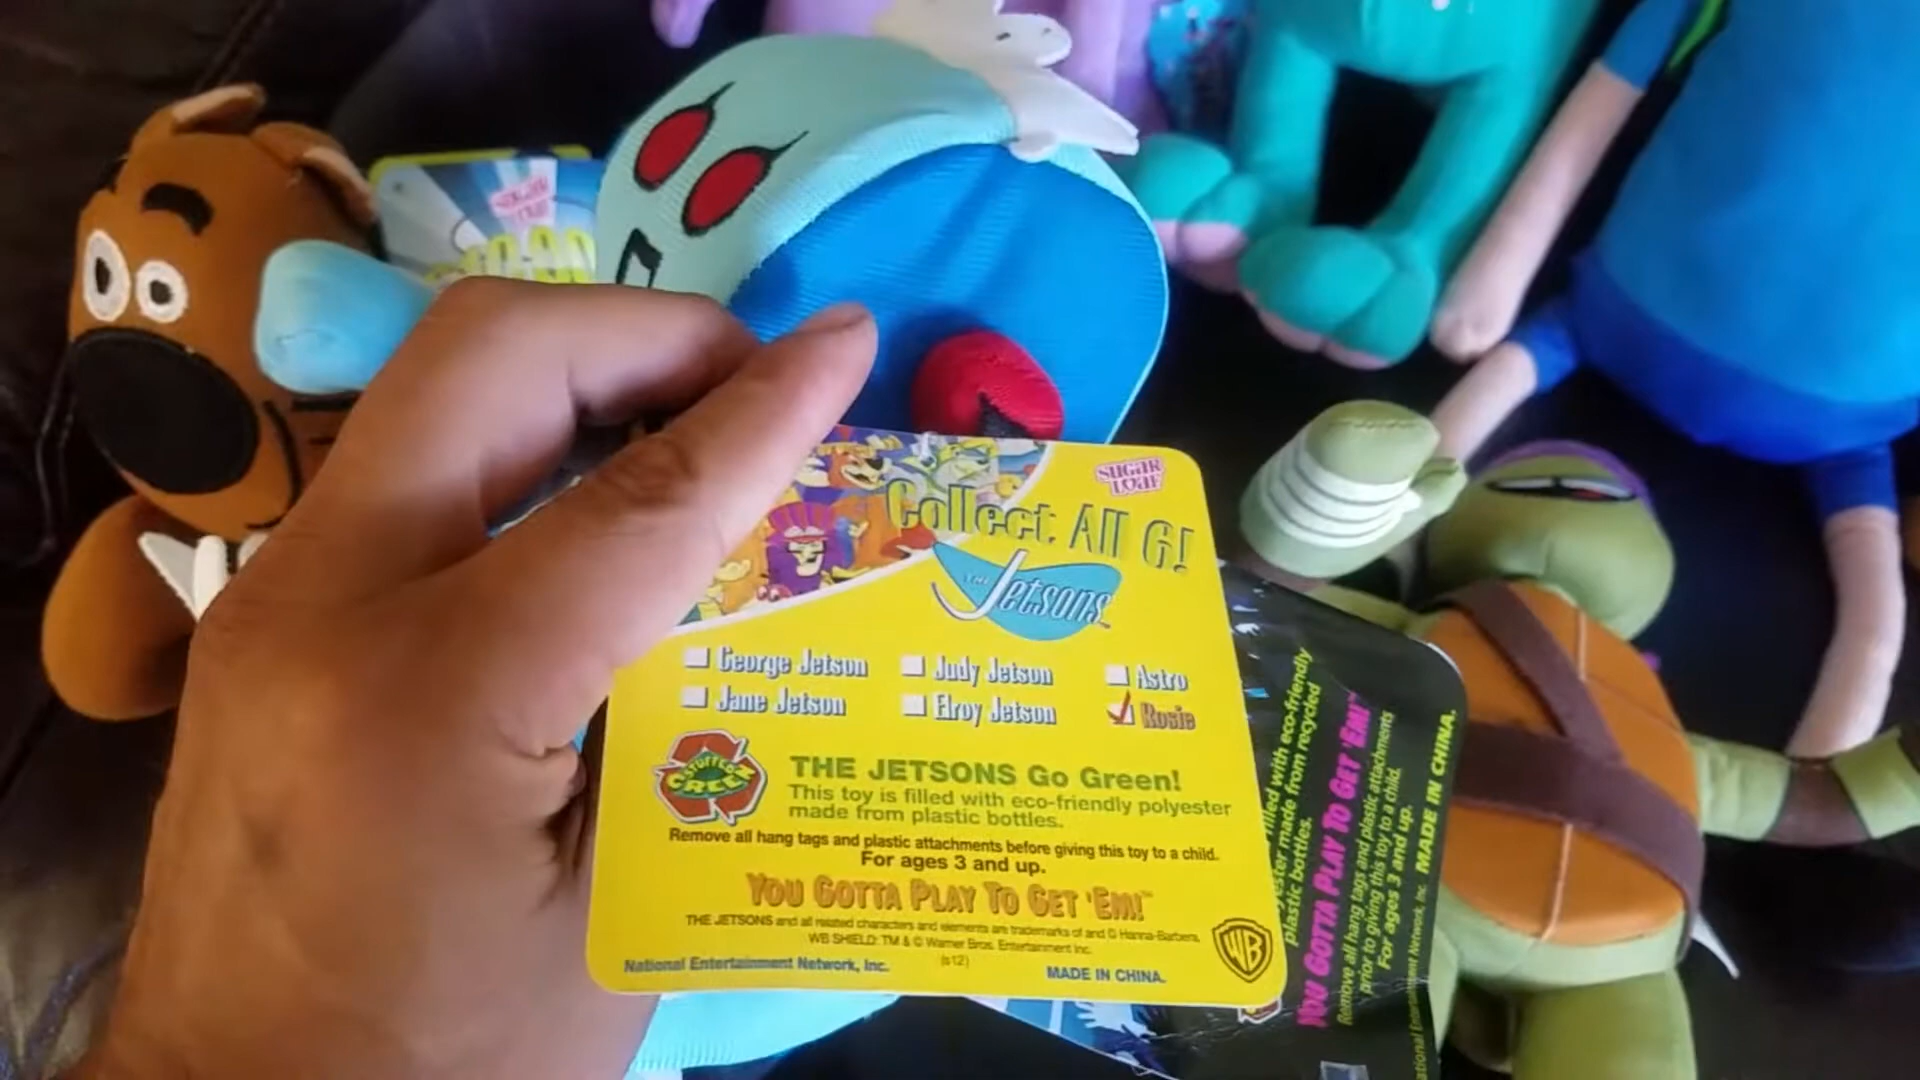 SUGAR
LOAF
SUGAR
LOAF
Collect All 6!
THE Jetsons
George Jetson
Judy Jetson
Astro
Jane Jetson
Elroy Jetson
Rosie
STUFFED GREEN
THE JETSONS Go Green!
This toy is filled with eco-friendly polyester
made from plastic bottles.
Remove all hang tags and plastic attachments before giving this toy to a child.
For ages 3 and up.
YOU GOTTA PLAY TO GET 'EM!™
THE JETSONS and all related characters and elements are trademarks of and © Hanna-Barbera.
WB SHIELD: TM & © Warner Bros. Entertainment Inc.
(s12)
National Entertainment Network, Inc.
MADE IN CHINA.
WB
filled with eco-friendly
made from recycled
plastic bottles.
YOU GOTTA PLAY TO GET 'EM!™
Remove all hang tags and plastic attachments
prior to giving this toy to a child.
For ages 3 and up.
Entertainment Network, Inc. MADE IN CHINA.